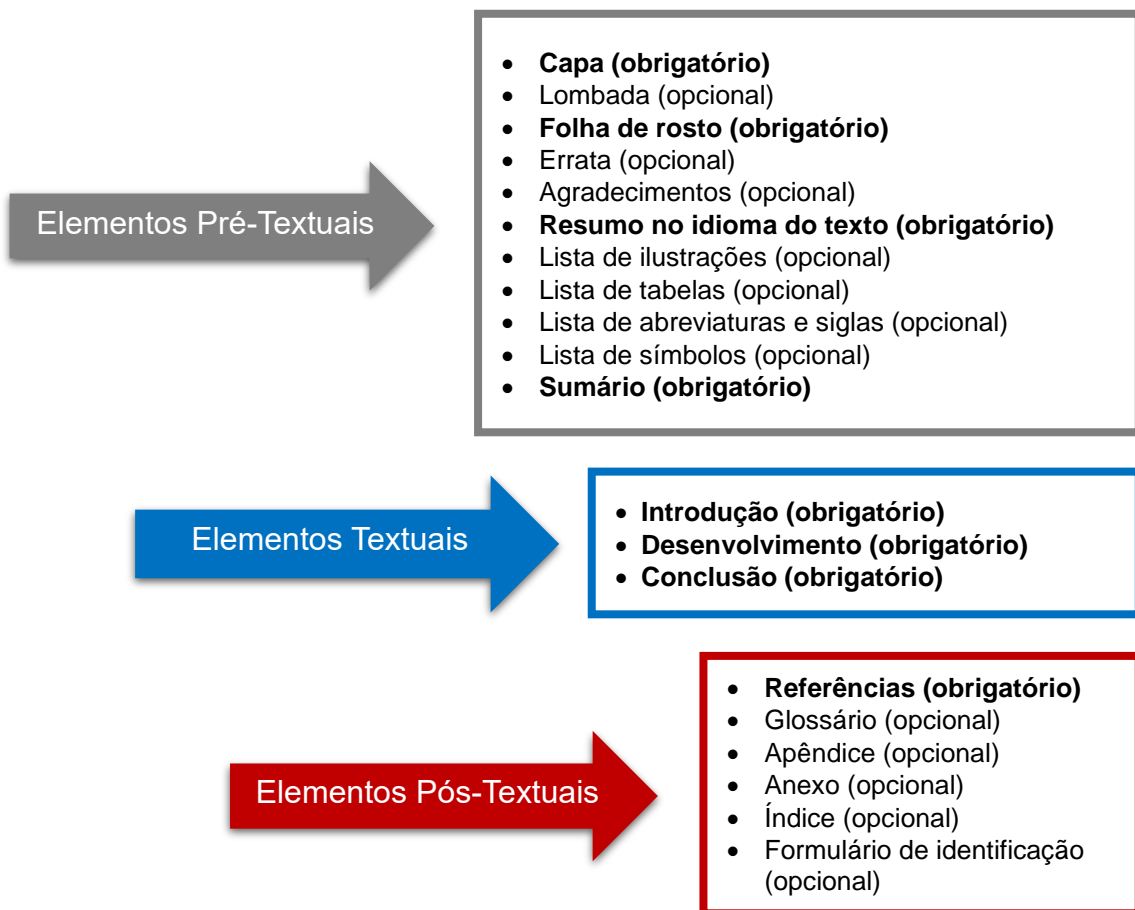 Elementos Pré-Textuais
• Capa (obrigatório)
• Lombada (opcional)
• Folha de rosto (obrigatório)
• Errata (opcional)
• Agradecimentos (opcional)
• Resumo no idioma do texto (obrigatório)
• Lista de ilustrações (opcional)
• Lista de tabelas (opcional)
• Lista de abreviaturas e siglas (opcional)
• Lista de símbolos (opcional)
• Sumário (obrigatório)
Elementos Textuais
• Introdução (obrigatório)
• Desenvolvimento (obrigatório)
• Conclusão (obrigatório)
Elementos Pós-Textuais
• Referências (obrigatório)
• Glossário (opcional)
• Apêndice (opcional)
• Anexo (opcional)
• Índice (opcional)
• Formulário de identificação
(opcional)